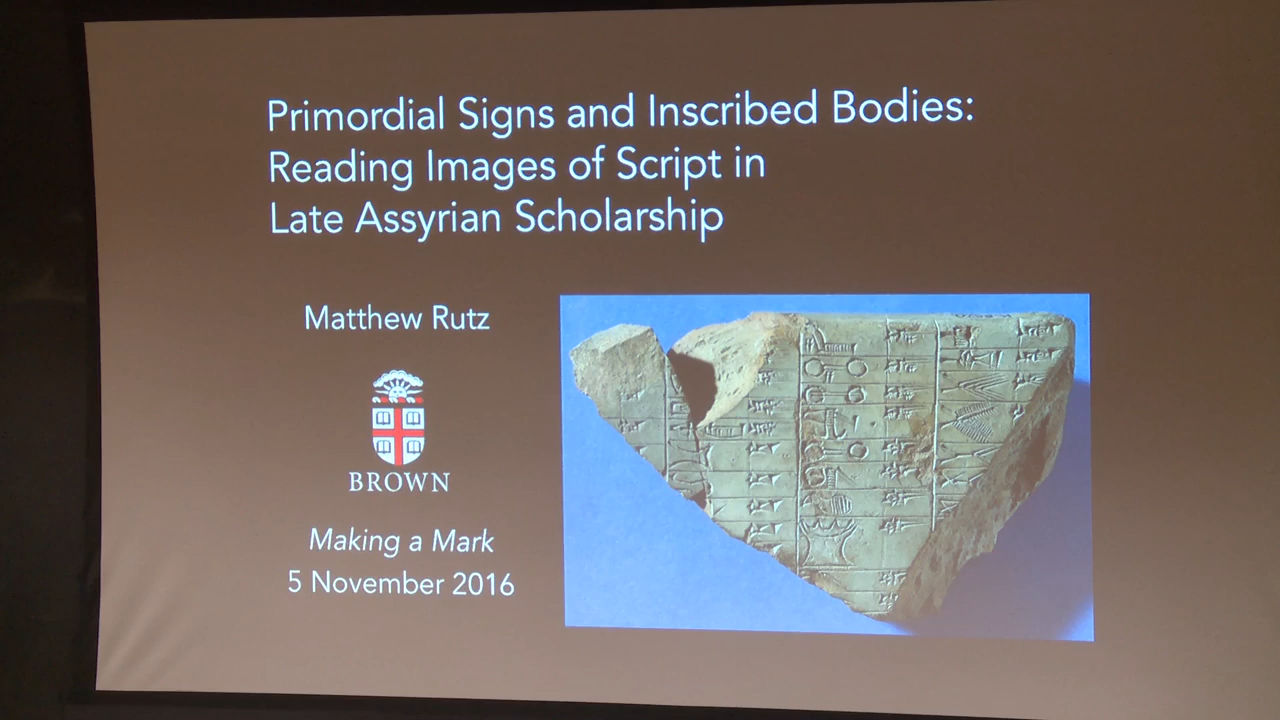 Primordial Signs and Inscribed Bodies:
Reading Images of Script in
Late Assyrian Scholarship
Matthew Rutz
BROWN
Making a Mark
5 November 2016